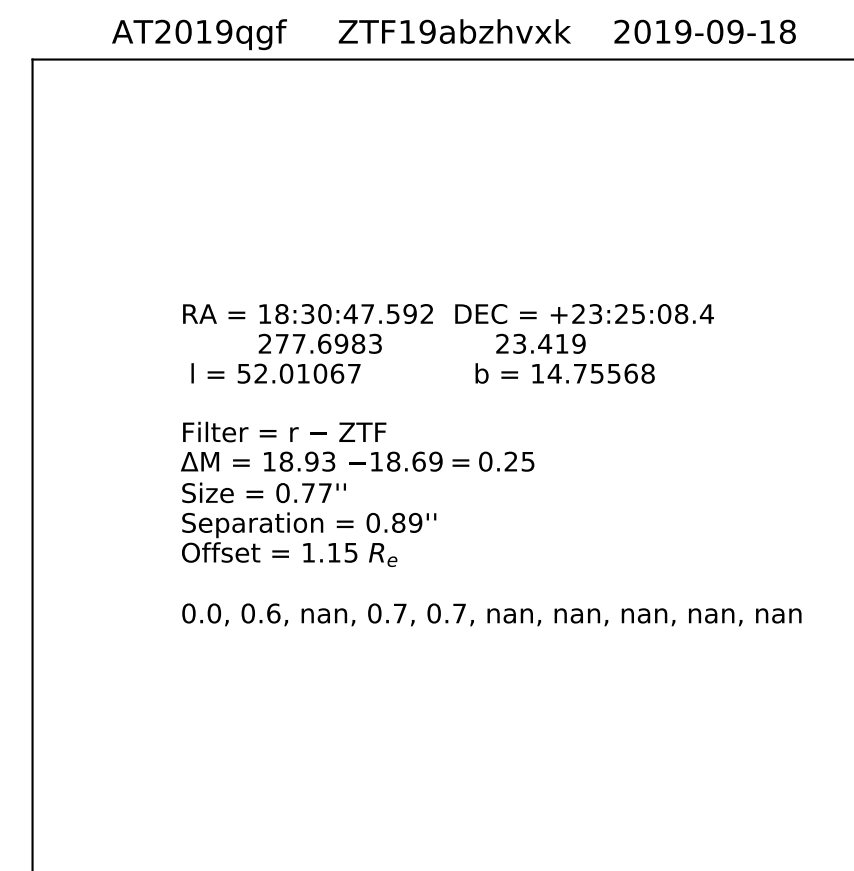 AT2019qgf ZTF19abzhvxk 2019-09-18
RA = 18:30:47.592 DEC = +23:25:08.4
277.6983 23.419
l = 52.01067 b = 14.75568
Filter = r − ZTF
ΔM = 18.93 −18.69 = 0.25
Size = 0.77''
Separation = 0.89''
Offset = 1.15 Re
0.0, 0.6, nan, 0.7, 0.7, nan, nan, nan, nan, nan